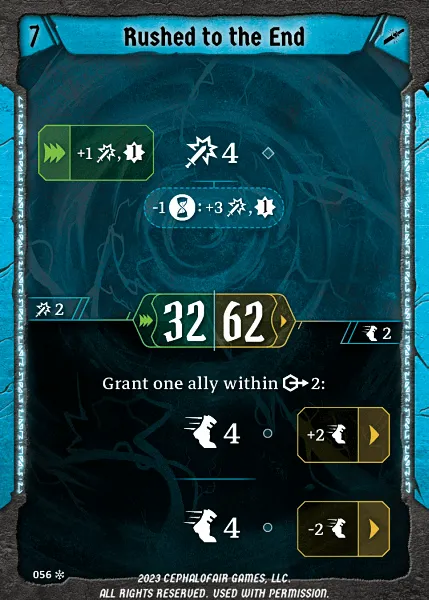 7 Rushed to the End
+1 , 4
-1 : +3 ,
2 32 62 2
Grant one ally within 2:
4 +2
4 -2
056
2023 CEPHALOFAIR GAMES, LLC.
ALL RIGHTS RESERVED. USED WITH PERMISSION.